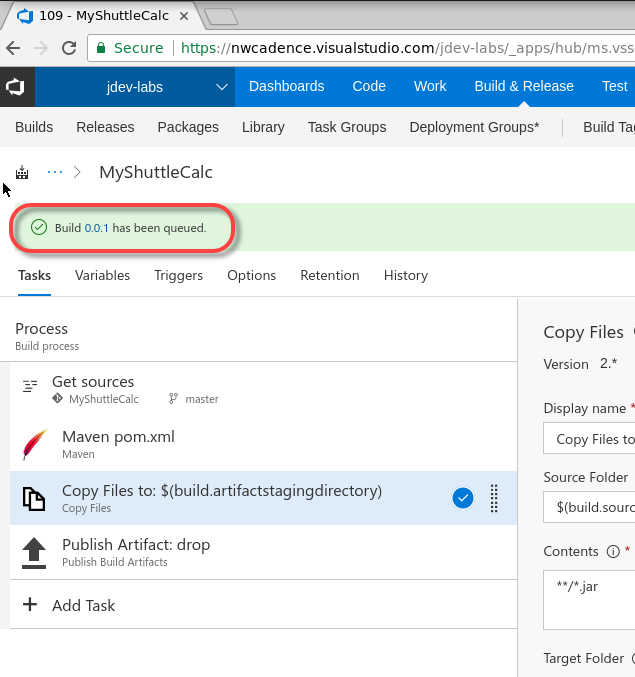 109 - MyShuttleCalc
Secure https://nwcadence.visualstudio.com/jdev-labs/_apps/hub/ms.vss
jdev-labs Dashboards Code Work Build & Release Test
Builds Releases Packages Library Task Groups Deployment Groups* Build Tag
... MyShuttleCalc
Build 0.0.1 has been queued.
Tasks Variables Triggers Options Retention History
Process
Build process
Get sources
MyShuttleCalc master
Maven pom.xml
Maven
Copy Files to: $(build.artifactstagingdirectory)
Copy Files
Publish Artifact: drop
Publish Build Artifacts
+ Add Task
Copy Files
Version 2.*
Display name *
Copy Files to
Source Folder
$(build.sourc
Contents *
**/*.jar
Target Folder